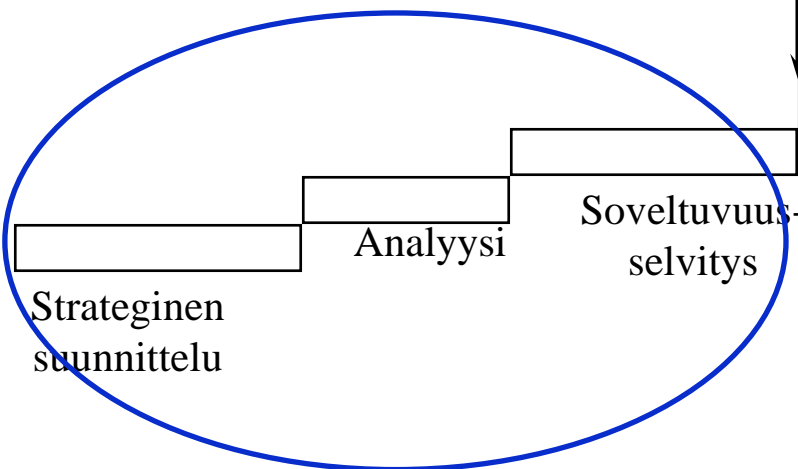 Strateginen
suunnittelu
Analyysi
Soveltuvuus-
selvitys